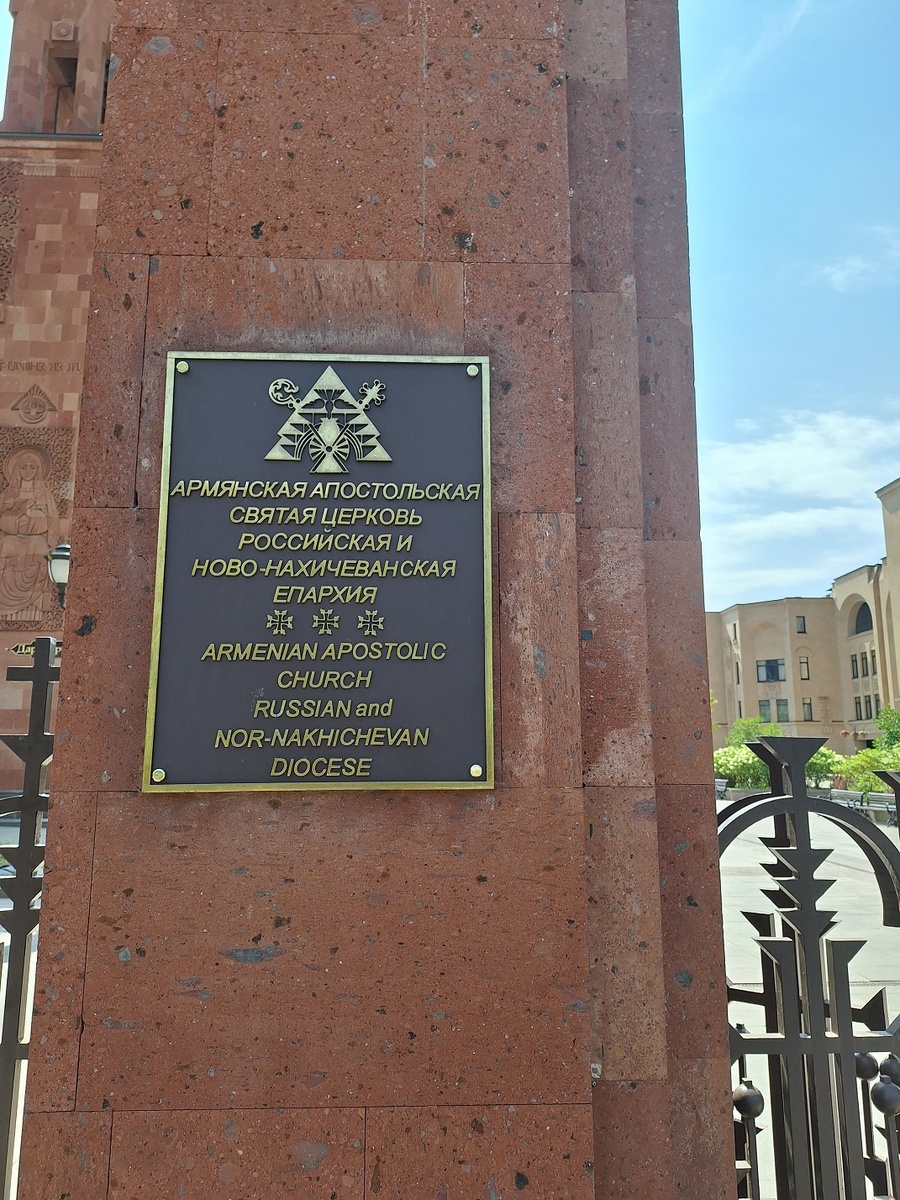 АРМЯНСКАЯ АПОСТОЛЬСКАЯ
СВЯТАЯ ЦЕРКОВЬ
РОССИЙСКАЯ И
НОВО-НАХИЧЕВАНСКАЯ
ЕПАРХИЯ
ARMENIAN APOSTOLIC
CHURCH
RUSSIAN and
NOR-NAKHICHEVAN
DIOCESE